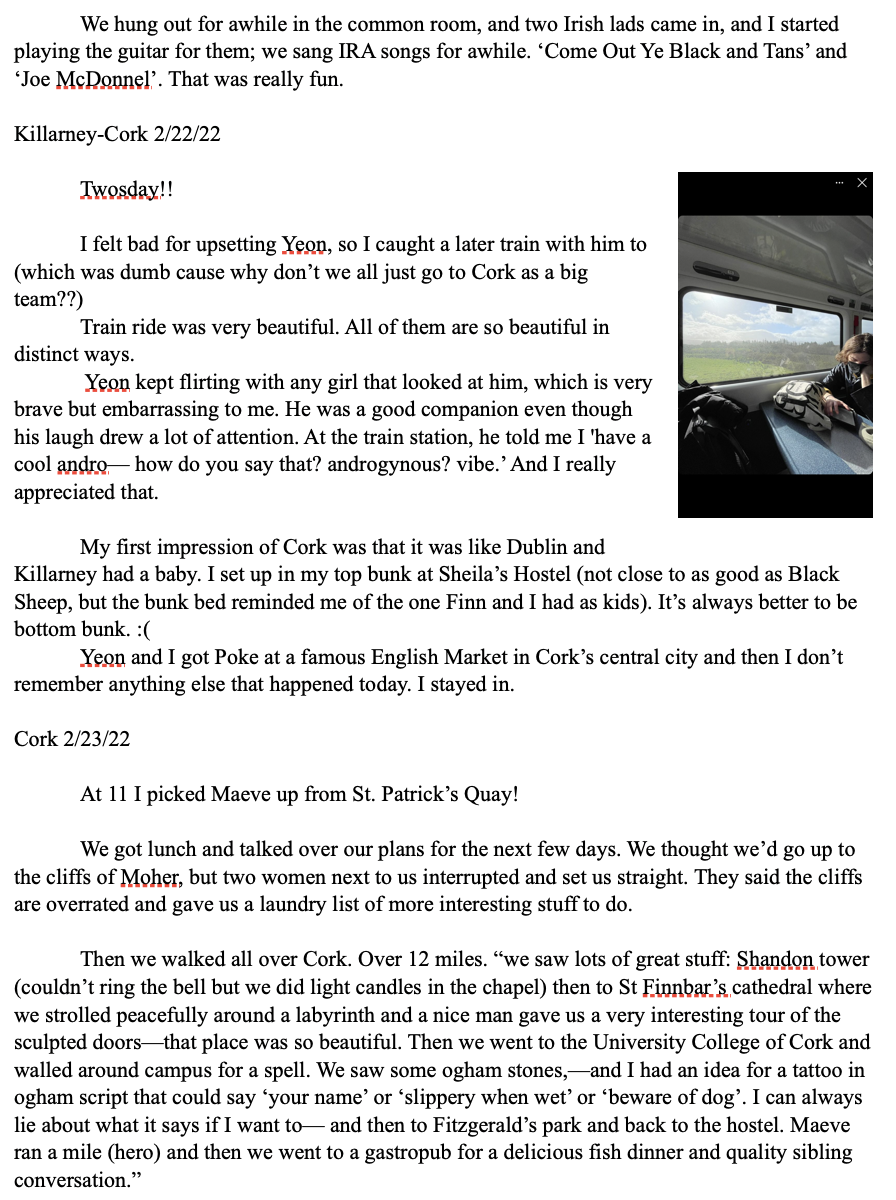 We hung out for awhile in the common room, and two Irish lads came in, and I started
playing the guitar for them; we sang IRA songs for awhile. ‘Come Out Ye Black and Tans’ and
‘Joe McDonnel’. That was really fun.
Killarney-Cork 2/22/22
Twosday!!
I felt bad for upsetting Yeon, so I caught a later train with him to
(which was dumb cause why don’t we all just go to Cork as a big
team??)
Train ride was very beautiful. All of them are so beautiful in
distinct ways.
Yeon kept flirting with any girl that looked at him, which is very
brave but embarrassing to me. He was a good companion even though
his laugh drew a lot of attention. At the train station, he told me I 'have a
cool andro— how do you say that? androgynous? vibe.’ And I really
appreciated that.
My first impression of Cork was that it was like Dublin and
Killarney had a baby. I set up in my top bunk at Sheila’s Hostel (not close to as good as Black
Sheep, but the bunk bed reminded me of the one Finn and I had as kids). It’s always better to be
bottom bunk. :(
Yeon and I got Poke at a famous English Market in Cork’s central city and then I don’t
remember anything else that happened today. I stayed in.
Cork 2/23/22
At 11 I picked Maeve up from St. Patrick’s Quay!
We got lunch and talked over our plans for the next few days. We thought we’d go up to
the cliffs of Moher, but two women next to us interrupted and set us straight. They said the cliffs
are overrated and gave us a laundry list of more interesting stuff to do.
Then we walked all over Cork. Over 12 miles. “we saw lots of great stuff: Shandon tower
(couldn’t ring the bell but we did light candles in the chapel) then to St Finnbar’s cathedral where
we strolled peacefully around a labyrinth and a nice man gave us a very interesting tour of the
sculpted doors—that place was so beautiful. Then we went to the University College of Cork and
walled around campus for a spell. We saw some ogham stones,—and I had an idea for a tattoo in
ogham script that could say ‘your name’ or ‘slippery when wet’ or ‘beware of dog’. I can always
lie about what it says if I want to— and then to Fitzgerald’s park and back to the hostel. Maeve
ran a mile (hero) and then we went to a gastropub for a delicious fish dinner and quality sibling
conversation.”